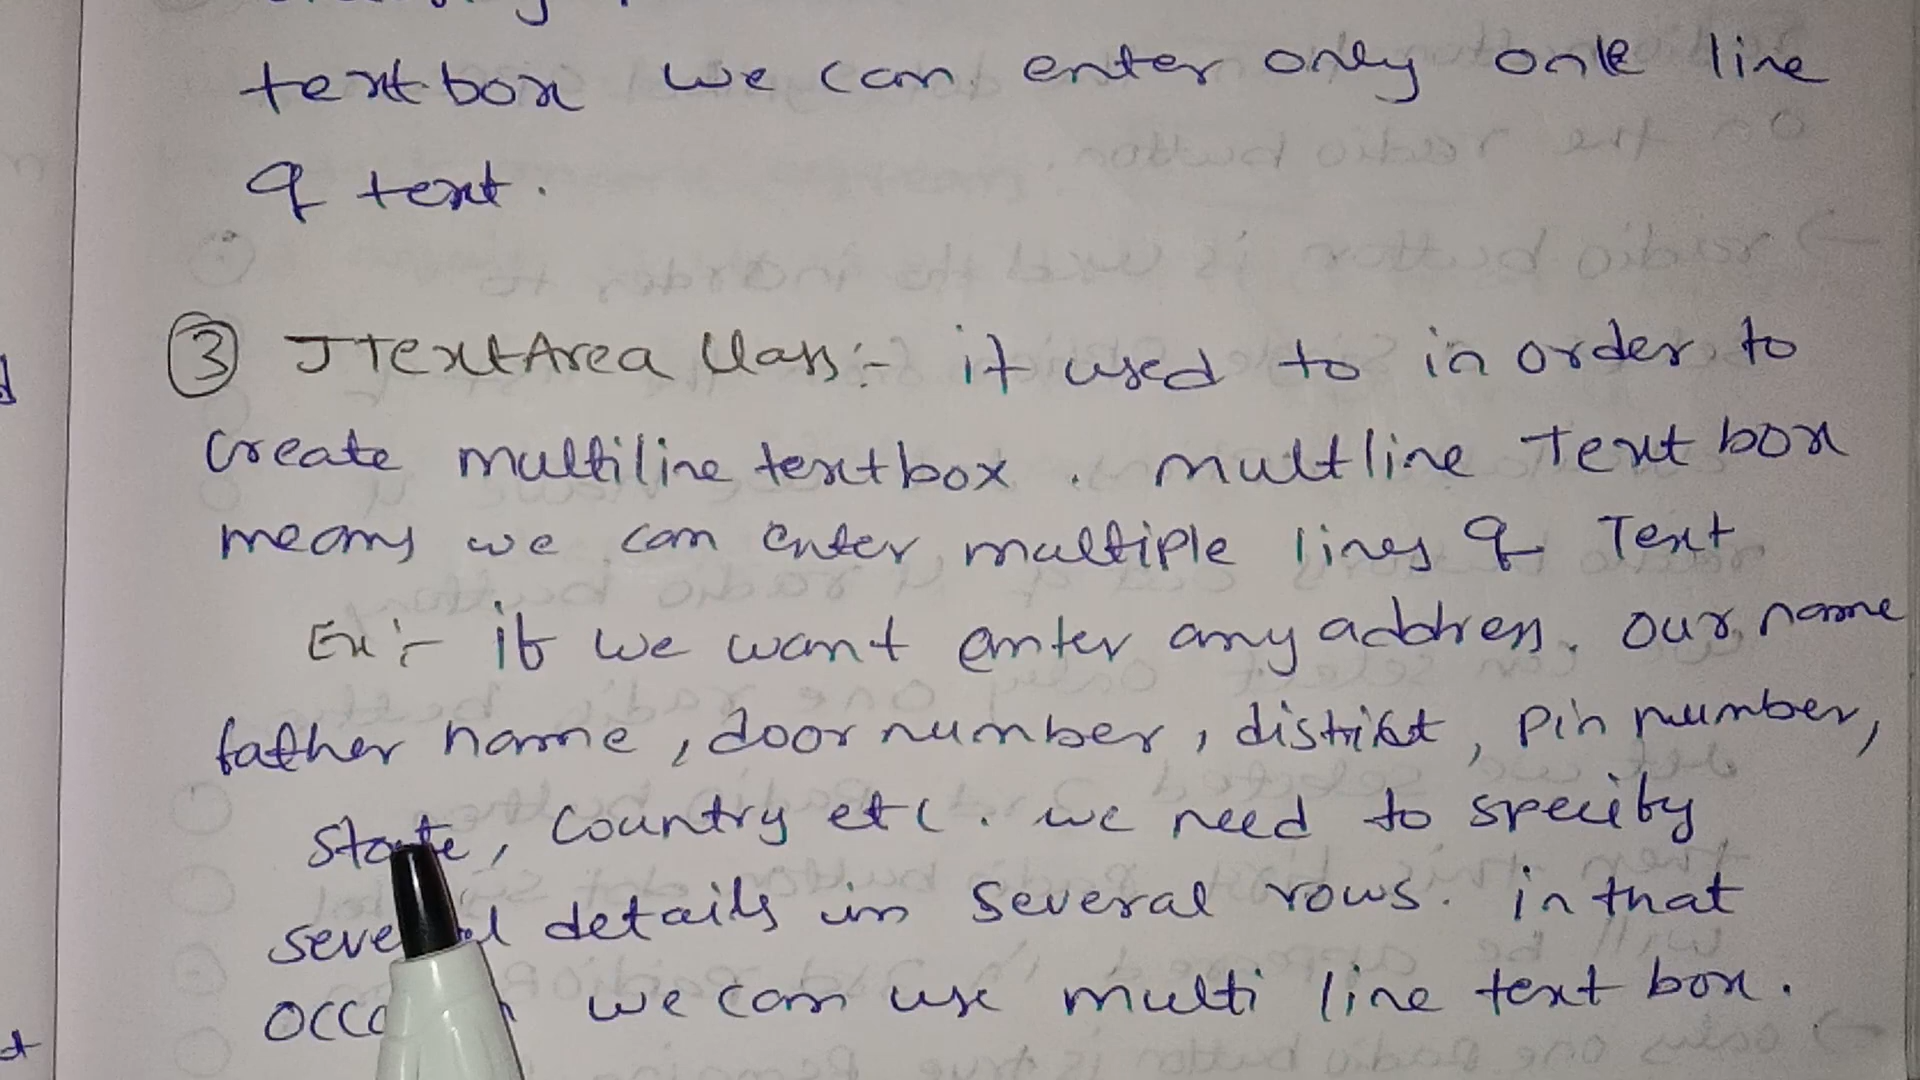 textbox we can enter only one line
of text.
③ JTextArea Class:- it used to in order to
create multiline textbox. multline Text box
means we can enter multiple lines of Text
Ex:- if we want enter any address. our name
father name, door number, district, pin number,
state, country etc. we need to specify
several details in several rows. in that
we can use multi line text box.